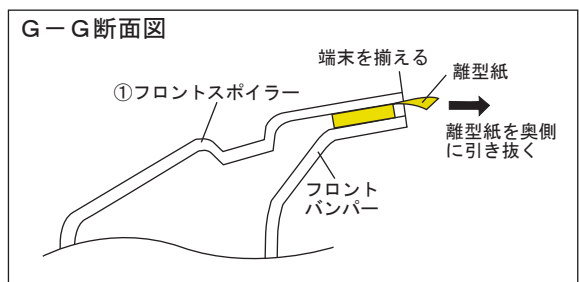 G－G断面図
端末を揃える
離型紙
①フロントスポイラー
離型紙を奥側
に引き抜く
フロント
バンパー